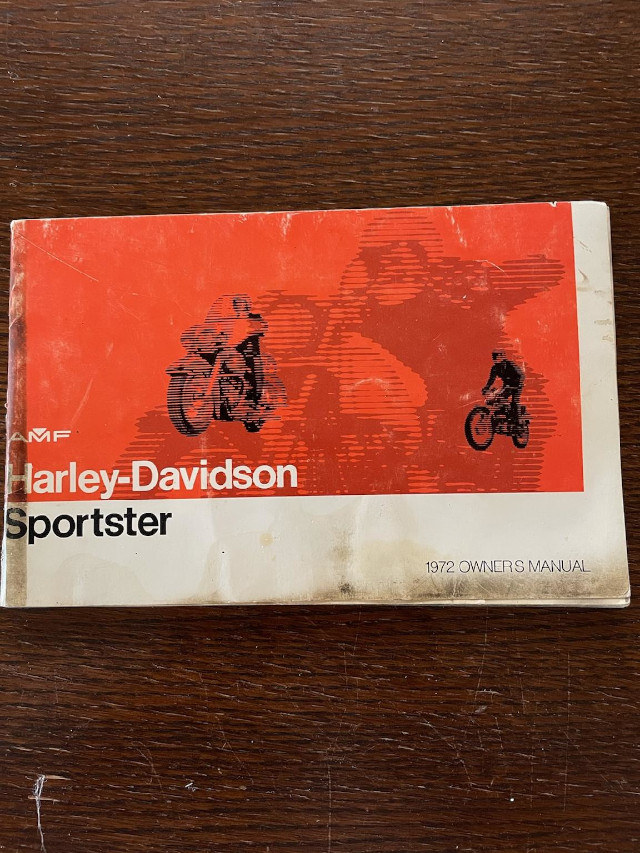 AMF
Harley-Davidson
Sportster
1972 OWNER'S MANUAL